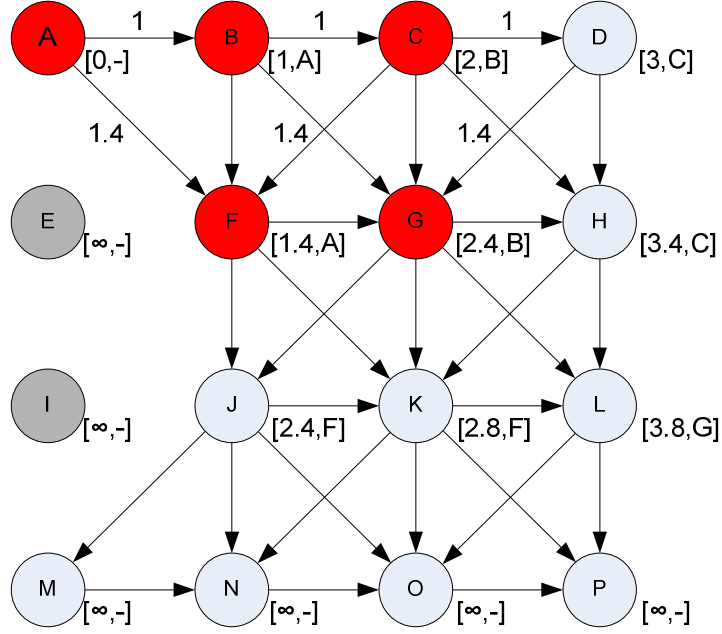 1 1 1
A B C D
[0,-] [1,A] [2,B] [3,C]
1.4 1.4 1.4
E F G H
[∞,-] [1.4,A] [2.4,B] [3.4,C]
I J K L
[∞,-] [2.4,F] [2.8,F] [3.8,G]
M N O P
[∞,-] [∞,-] [∞,-] [∞,-]